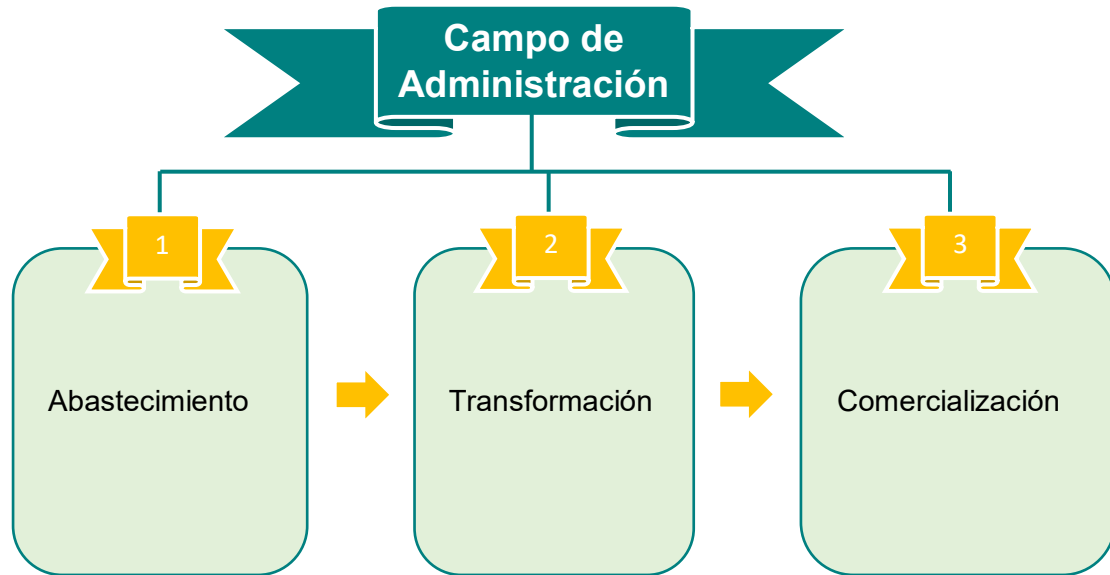 Campo de
Administración
1
2
3
Abastecimiento
Transformación
Comercialización